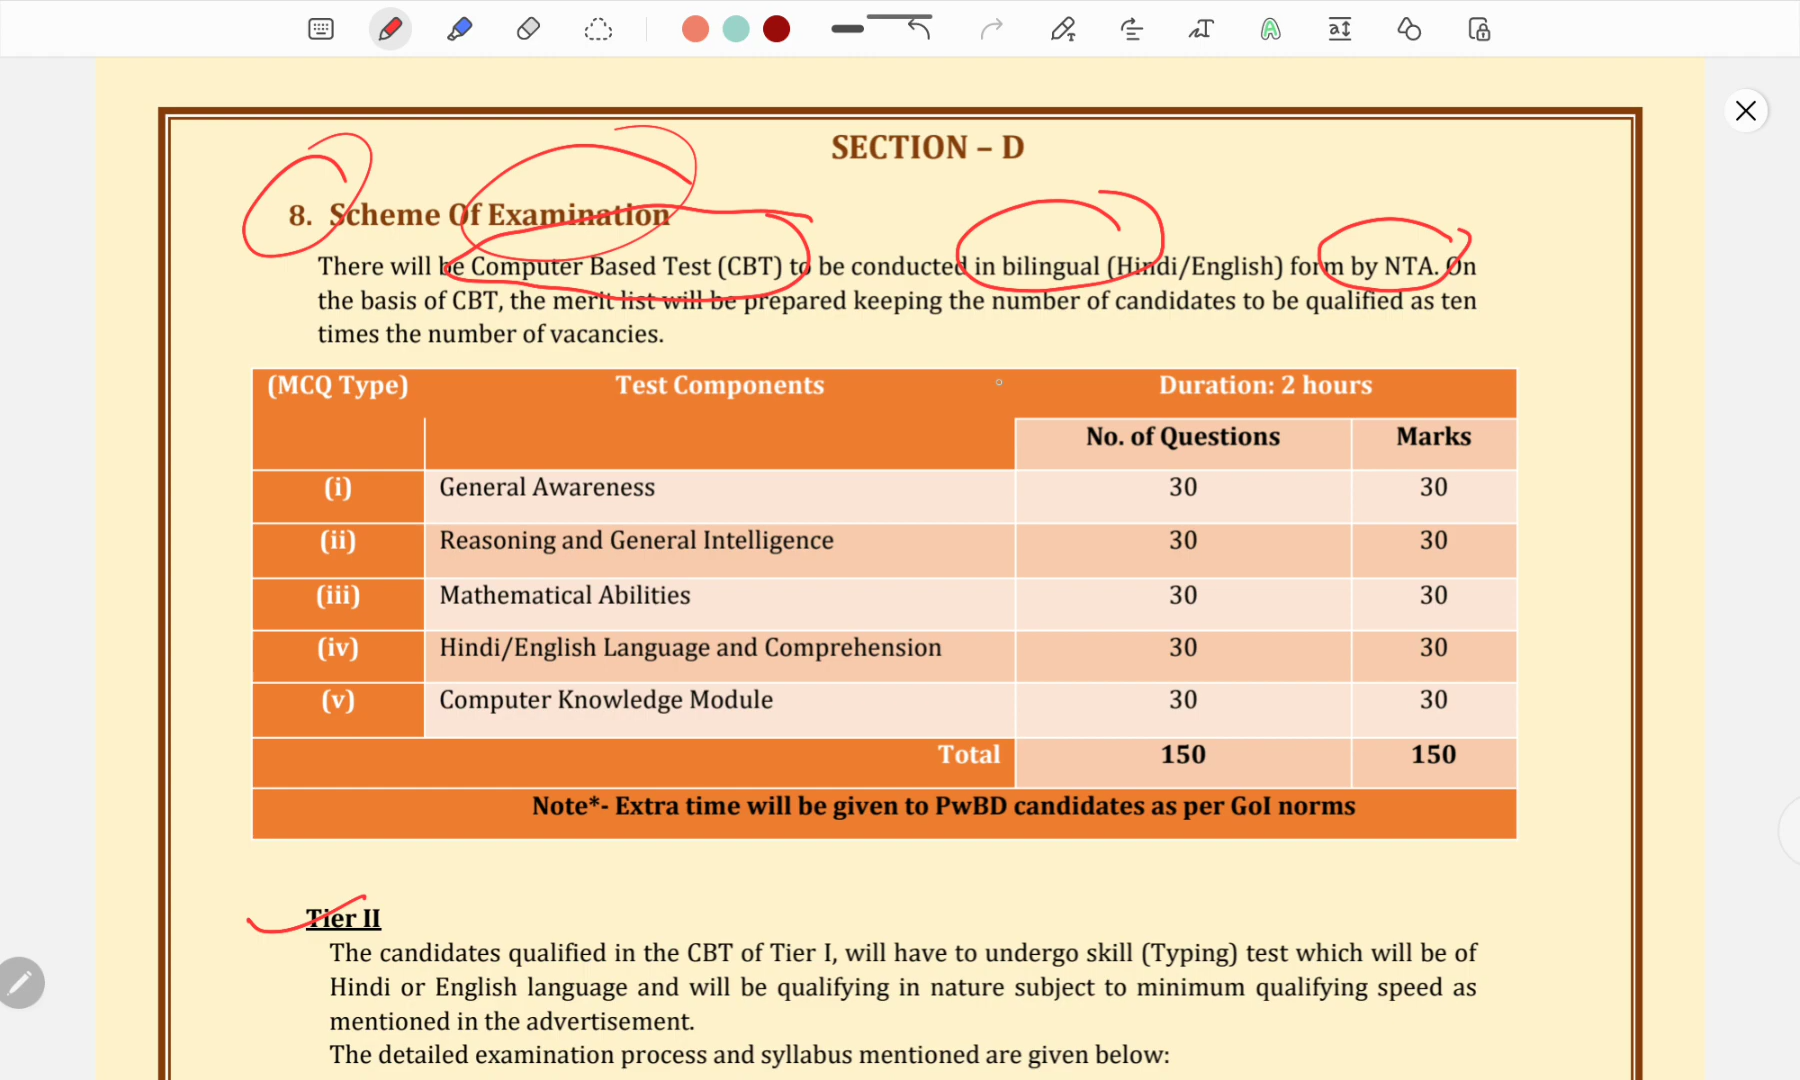 SECTION – D
8. Scheme Of Examination
There will be Computer Based Test (CBT) to be conducted in bilingual (Hindi/English) form by NTA. On
the basis of CBT, the merit list will be prepared keeping the number of candidates to be qualified as ten
times the number of vacancies.
(MCQ Type) Test Components Duration: 2 hours
No. of Questions Marks
(i) General Awareness 30 30
(ii) Reasoning and General Intelligence 30 30
(iii) Mathematical Abilities 30 30
(iv) Hindi/English Language and Comprehension 30 30
(v) Computer Knowledge Module 30 30
Total 150 150
Note*- Extra time will be given to PwBD candidates as per GoI norms
Tier II
The candidates qualified in the CBT of Tier I, will have to undergo skill (Typing) test which will be of
Hindi or English language and will be qualifying in nature subject to minimum qualifying speed as
mentioned in the advertisement.
The detailed examination process and syllabus mentioned are given below: